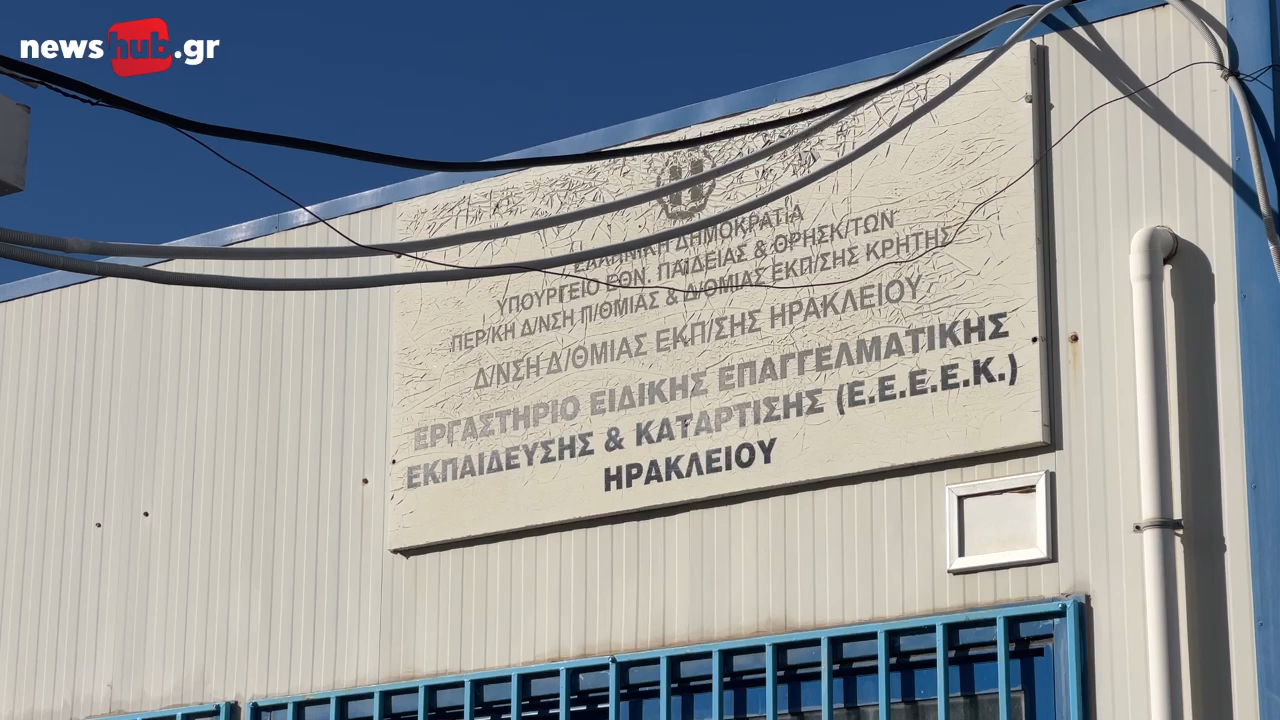 newshub.gr
ΕΛΛΗΝΙΚΗ ΔΗΜΟΚΡΑΤΙΑ
ΥΠΟΥΡΓΕΙΟ ΕΘΝ. ΠΑΙΔΕΙΑΣ & ΘΡΗΣΚ/ΤΩΝ
ΠΕΡ/ΚΗ Δ/ΝΣΗ Π/ΘΜΙΑΣ & Δ/ΘΜΙΑΣ ΕΚΠ/ΣΗΣ ΚΡΗΤΗΣ
Δ/ΝΣΗ Δ/ΘΜΙΑΣ ΕΚΠ/ΣΗΣ ΗΡΑΚΛΕΙΟΥ
ΕΡΓΑΣΤΗΡΙΟ ΕΙΔΙΚΗΣ ΕΠΑΓΓΕΛΜΑΤΙΚΗΣ
ΕΚΠΑΙΔΕΥΣΗΣ & ΚΑΤΑΡΤΙΣΗΣ (Ε.Ε.Ε.Ε.Κ.)
ΗΡΑΚΛΕΙΟΥ